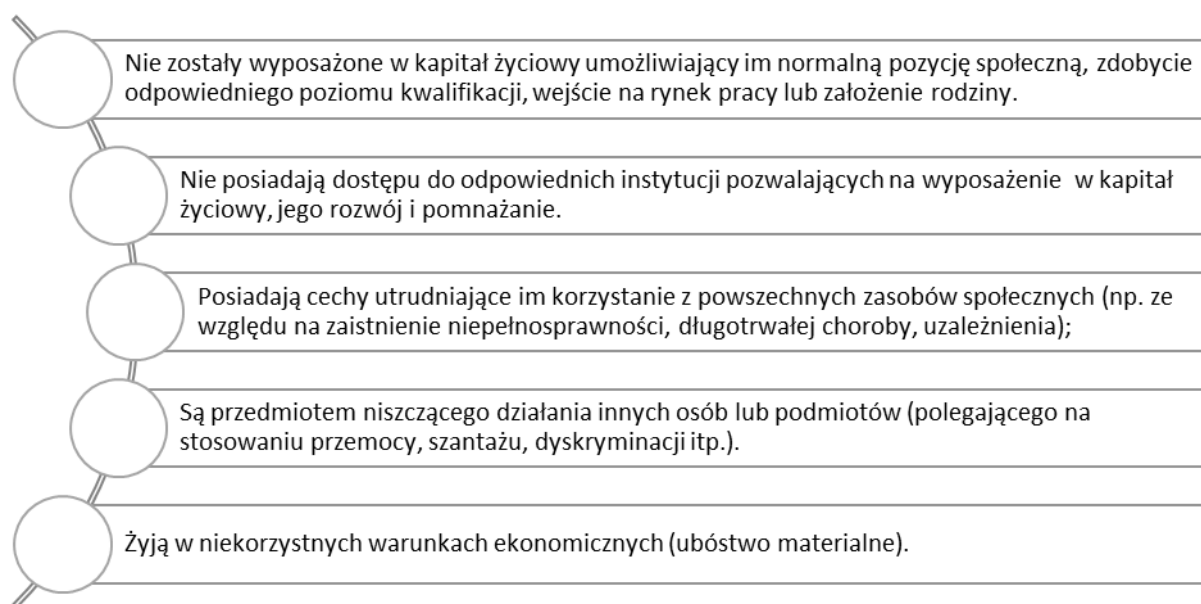 Nie zostały wyposażone w kapitał życiowy umożliwiający im normalną pozycję społeczną, zdobycie
odpowiedniego poziomu kwalifikacji, wejście na rynek pracy lub założenie rodziny.
Nie posiadają dostępu do odpowiednich instytucji pozwalających na wyposażenie w kapitał
życiowy, jego rozwój i pomnażanie.
Posiadają cechy utrudniające im korzystanie z powszechnych zasobów społecznych (np. ze
względu na zaistnienie niepełnosprawności, długotrwałej choroby, uzależnienia);
Są przedmiotem niszczącego działania innych osób lub podmiotów (polegającego na
stosowaniu przemocy, szantażu, dyskryminacji itp.).
Żyją w niekorzystnych warunkach ekonomicznych (ubóstwo materialne).